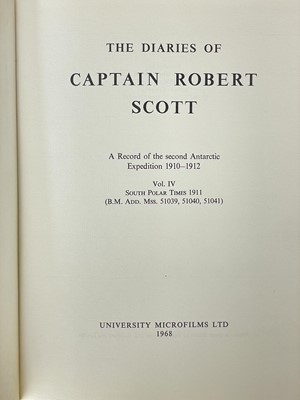 THE DIARIES OF
CAPTAIN ROBERT
SCOTT
A Record of the second Antarctic
Expedition 1910–1912
Vol. IV
South Polar Times 1911
(B.M. Add. Mss. 51039, 51040, 51041)
UNIVERSITY MICROFILMS LTD
1968